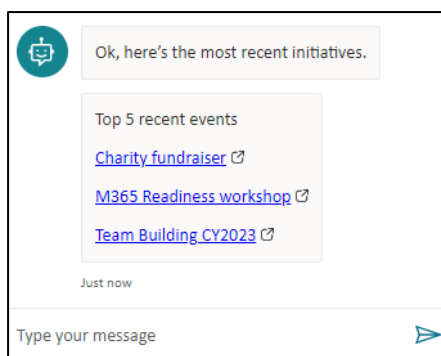 Ok, here's the most recent initiatives.
Top 5 recent events
Charity fundraiser
M365 Readiness workshop
Team Building CY2023
Just now
Type your message